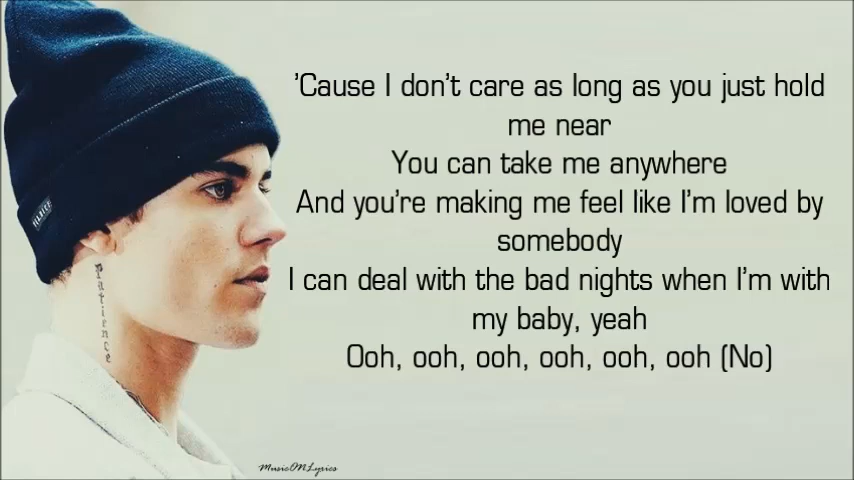 'Cause I don't care as long as you just hold
me near
You can take me anywhere
And you're making me feel like I'm loved by
somebody
I can deal with the bad nights when I'm with
my baby, yeah
Ooh, ooh, ooh, ooh, ooh, ooh (No)
Patience
MusicONLyrics